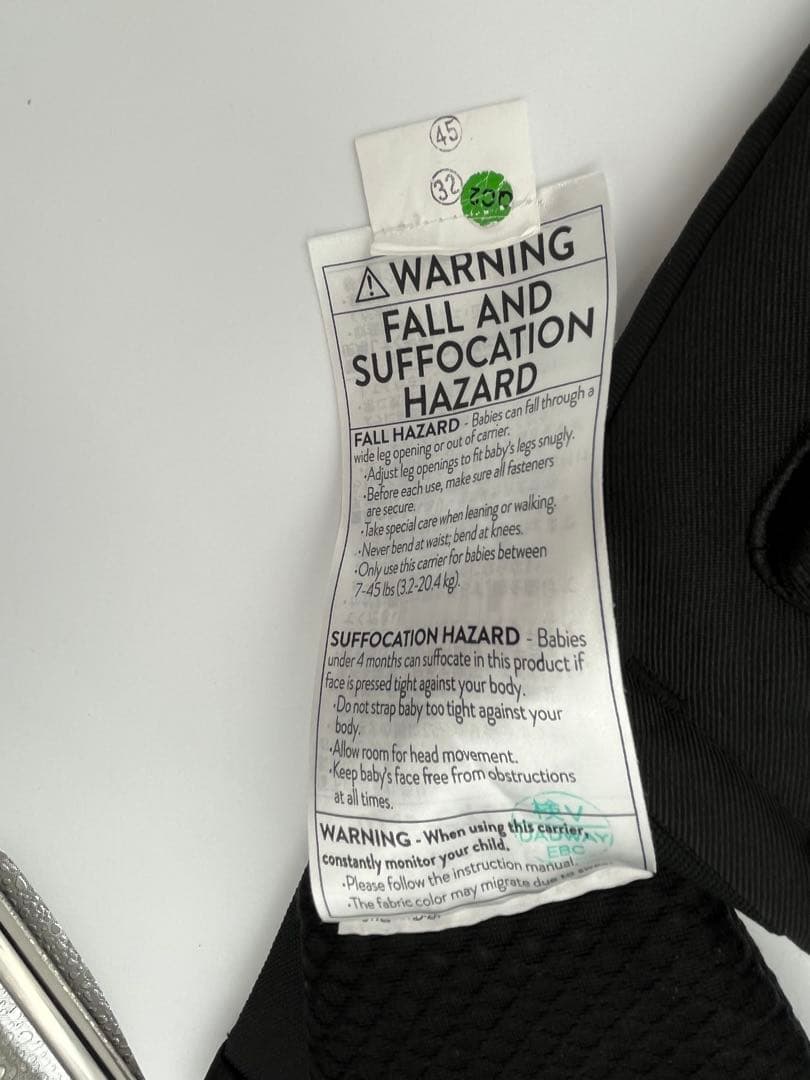 45
32
WARNING
FALL AND
SUFFOCATION
HAZARD
FALL HAZARD - Babies can fall through a
wide leg opening or out of carrier.
·Adjust leg openings to fit baby's legs snugly.
·Before each use, make sure all fasteners
are secure.
·Take special care when leaning or walking.
·Never bend at waist; bend at knees.
·Only use this carrier for babies between
7-45 lbs (3.2-20.4 kg).
SUFFOCATION HAZARD - Babies
under 4 months can suffocate in this product if
face is pressed tight against your body.
·Do not strap baby too tight against your
body.
·Allow room for head movement.
·Keep baby's face free from obstructions
at all times.
検 V
DADWAY
EBC
WARNING - When using this carrier,
constantly monitor your child.
·Please follow the instruction manual.
·The fabric color may migrate due to